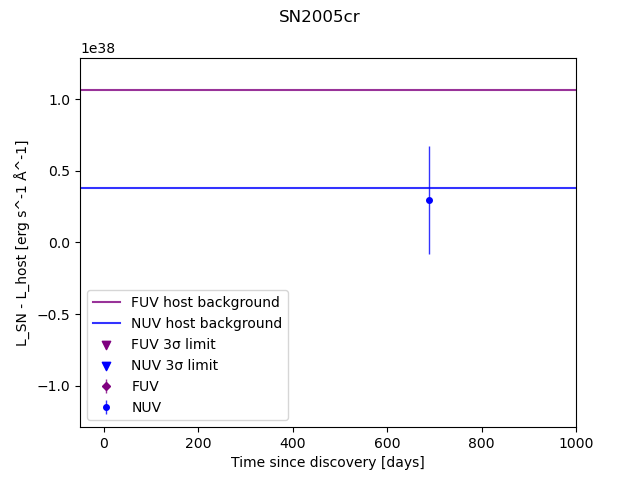 SN2005cr
1e38
1.0
0.5
0.0
−0.5
−1.0
L_SN - L_host [erg s^-1 Å^-1]
FUV host background
NUV host background
FUV 3σ limit
NUV 3σ limit
FUV
NUV
0 200 400 600 800 1000
Time since discovery [days]